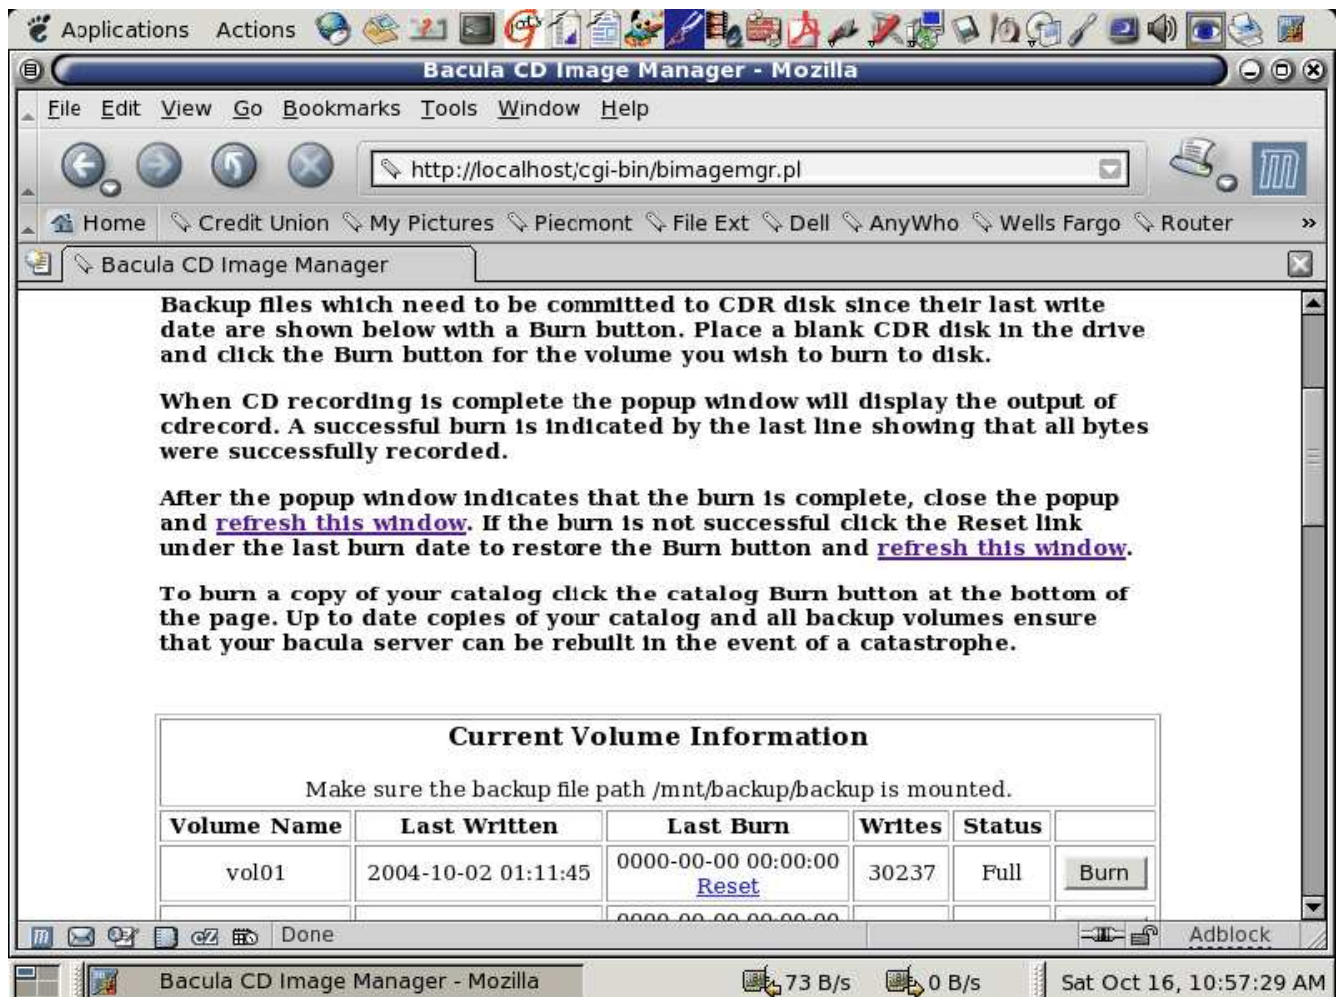 Applications Actions
Bacula CD Image Manager - Mozilla
File Edit View Go Bookmarks Tools Window Help
http://localhost/cgi-bin/bimagemgr.pl
Home Credit Union My Pictures Piecmont File Ext Dell AnyWho Wells Fargo Router »
Bacula CD Image Manager
Backup files which need to be committed to CDR disk since their last write
date are shown below with a Burn button. Place a blank CDR disk in the drive
and click the Burn button for the volume you wish to burn to disk.
When CD recording is complete the popup window will display the output of
cdrecord. A successful burn is indicated by the last line showing that all bytes
were successfully recorded.
After the popup window indicates that the burn is complete, close the popup
and refresh this window. If the burn is not successful click the Reset link
under the last burn date to restore the Burn button and refresh this window.
To burn a copy of your catalog click the catalog Burn button at the bottom of
the page. Up to date copies of your catalog and all backup volumes ensure
that your bacula server can be rebuilt in the event of a catastrophe.
Current Volume Information
Make sure the backup file path /mnt/backup/backup is mounted.
Volume Name Last Written Last Burn Writes Status
vol01 2004-10-02 01:11:45 0000-00-00 00:00:00 30237 Full Burn
Reset
0000-00-00 00:00:00
Done Adblock
Bacula CD Image Manager - Mozilla 73 B/s 0 B/s Sat Oct 16, 10:57:29 AM